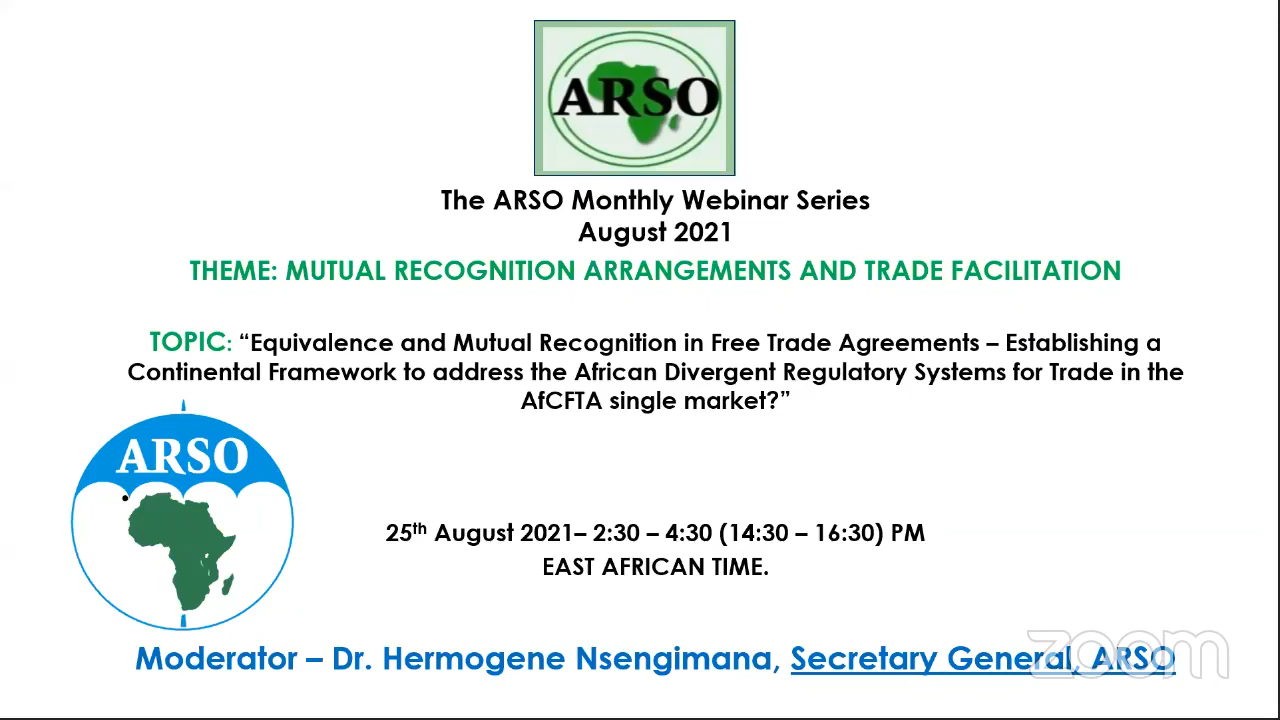 ARSO
The ARSO Monthly Webinar Series
August 2021
THEME: MUTUAL RECOGNITION ARRANGEMENTS AND TRADE FACILITATION
TOPIC: “Equivalence and Mutual Recognition in Free Trade Agreements – Establishing a
Continental Framework to address the African Divergent Regulatory Systems for Trade in the
AfCFTA single market?”
ARSO
25th August 2021– 2:30 – 4:30 (14:30 – 16:30) PM
EAST AFRICAN TIME.
Moderator – Dr. Hermogene Nsengimana, Secretary General, ARSO
zoom